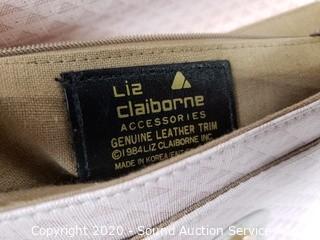 Liz
claiborne
ACCESSORIES
GENUINE LEATHER TRIM
©1984 LIZ CLAIBORNE INC.
MADE IN KOREA
Copyright 2020 - Sound Auction Service